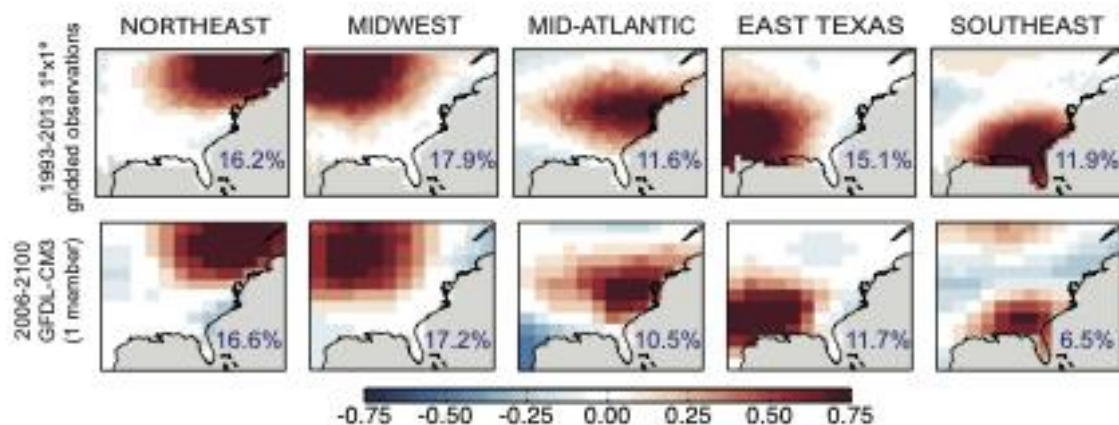 NORTHEAST MIDWEST MID-ATLANTIC EAST TEXAS SOUTHEAST
1993-2013 1°x1°
gridded observations
16.2% 17.9% 11.6% 15.1% 11.9%
2006-2100
GFDL-CM3
(1 member)
16.6% 17.2% 10.5% 11.7% 6.5%
-0.75 -0.50 -0.25 0.00 0.25 0.50 0.75